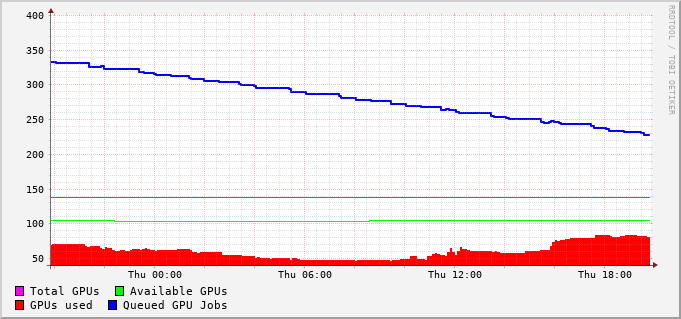 400
350
300
250
200
150
100
50
Thu 00:00 Thu 06:00 Thu 12:00 Thu 18:00
Total GPUs Available GPUs
GPUs used Queued GPU Jobs
RRDTOOL / TOBI OETIKER